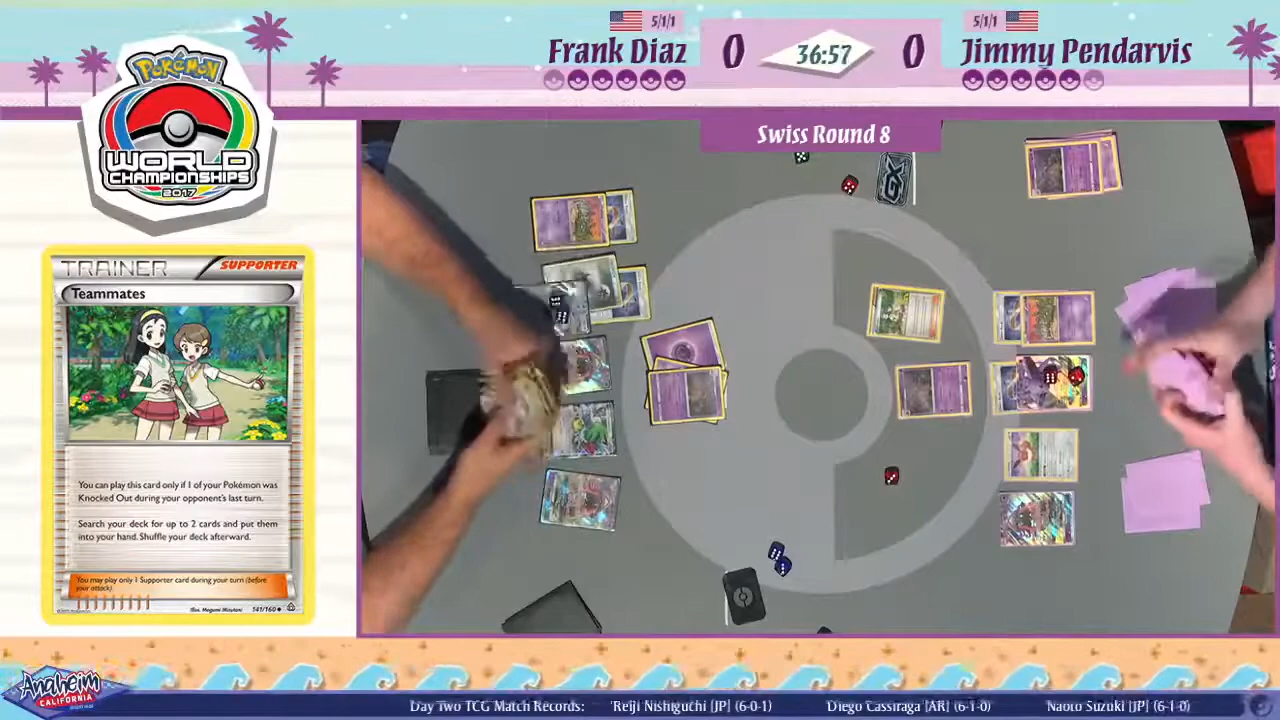 5/1/1
Frank Diaz
0
36:57
0
5/1/1
Jimmy Pendarvis
Swiss Round 8
POKéMON
WORLD
CHAMPIONSHIPS
2017
TRAINER
SUPPORTER
Teammates
You can play this card only if 1 of your Pokémon was
Knocked Out during your opponent's last turn.
Search your deck for up to 2 cards and put them
into your hand. Shuffle your deck afterward.
You may play only 1 Supporter card during your turn (before
your attack).
141/160
GX
Anaheim
CALIFORNIA
Day Two TCG Match Records: Reiji Nishiguchi [JP] (6-0-1) Diego Cassiraga [AR] (6-1-0) Naoto Suzuki [JP] (6-1-0)